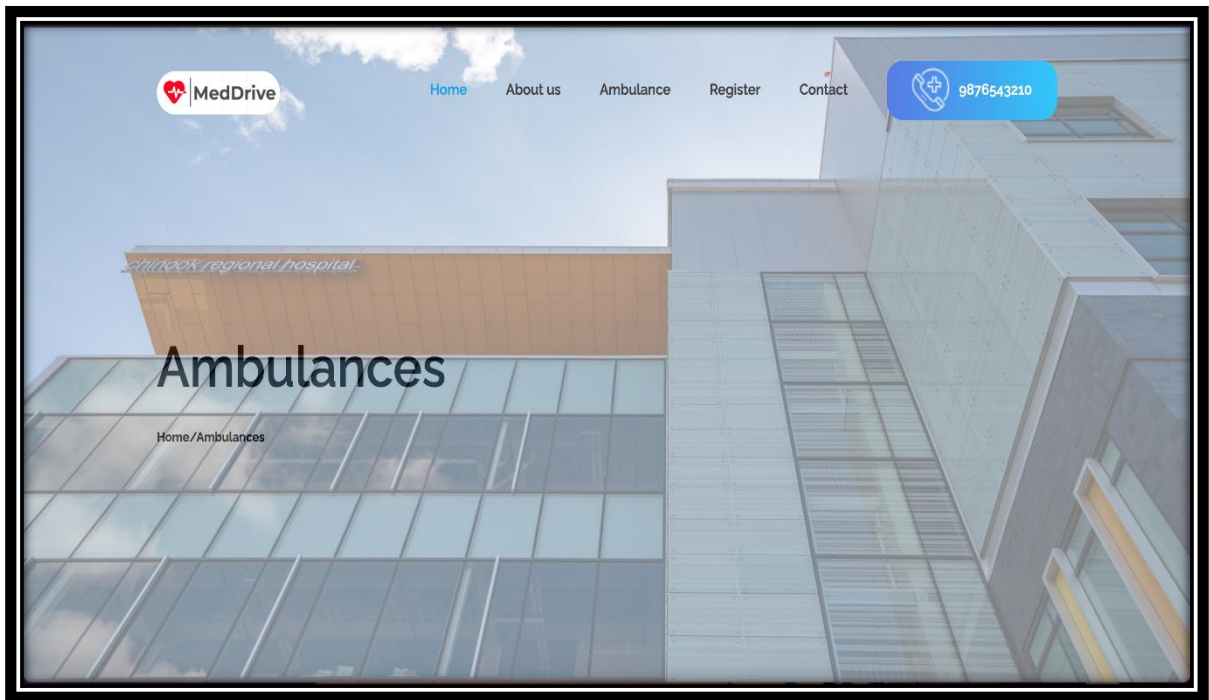 MedDrive
Home About us Ambulance Register Contact 9876543210
chinook regional hospital
Ambulances
Home/Ambulances